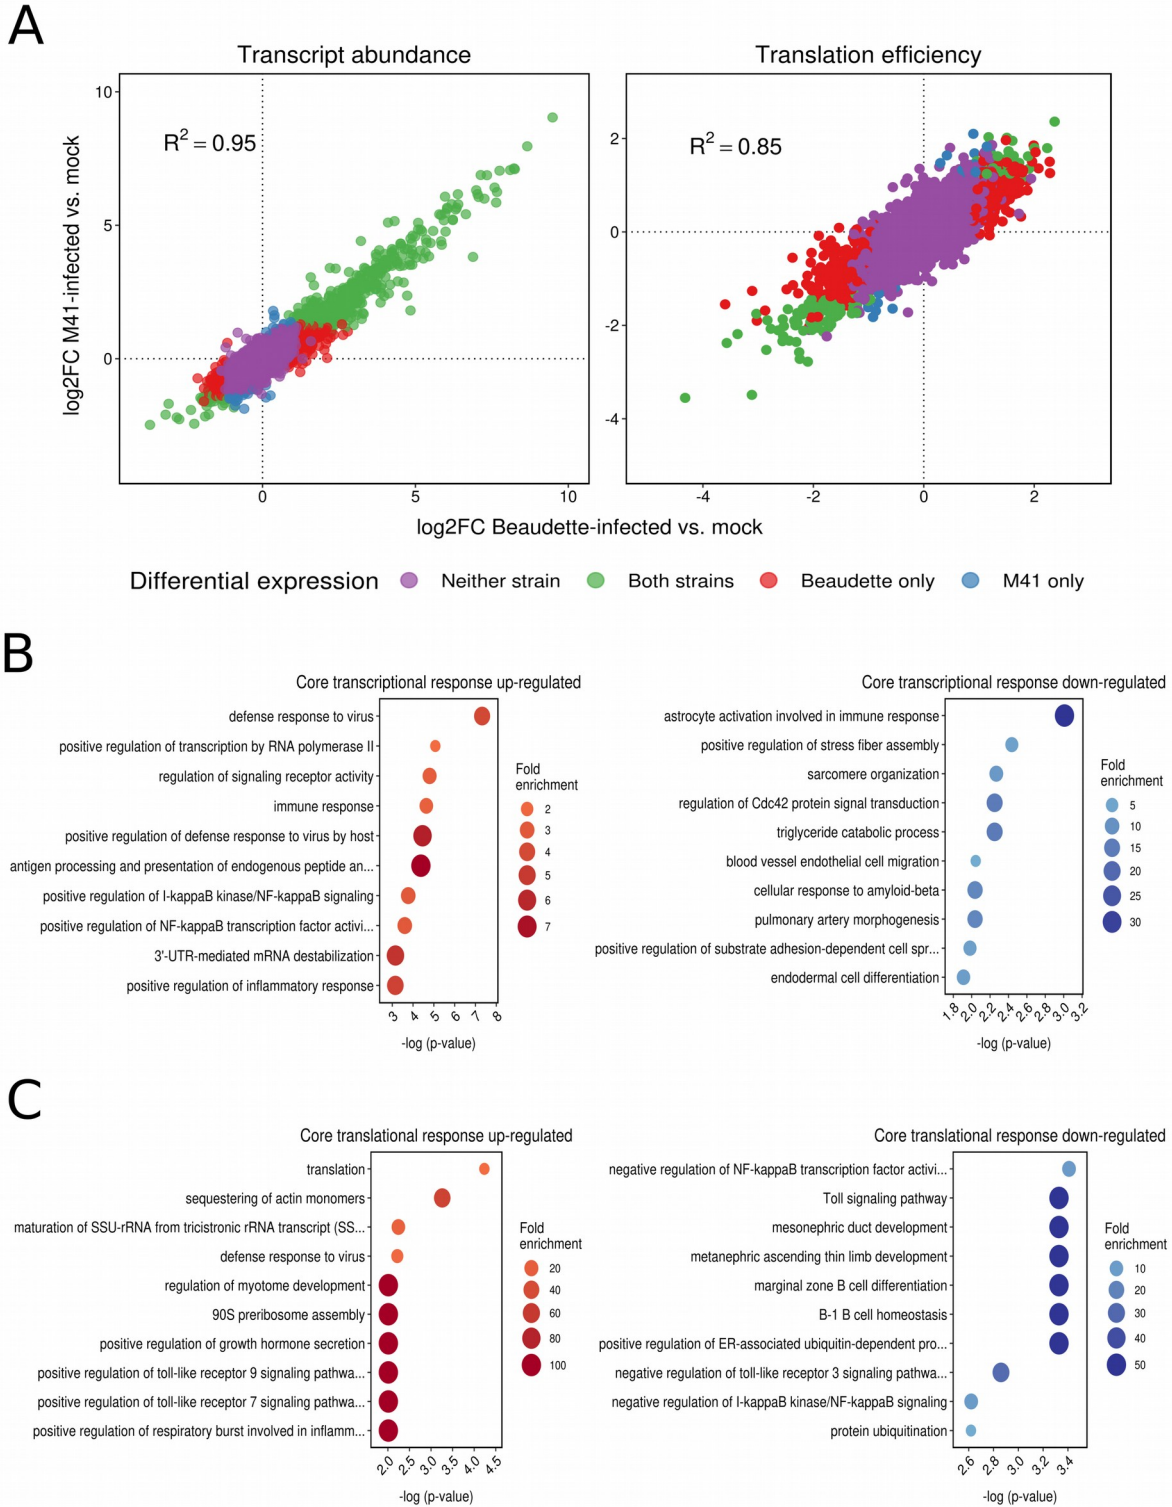 A
Transcript abundance
Translation efficiency
R2 = 0.95
R2 = 0.85
log2FC M41-infected vs. mock
10
5
0
0
5
10
2
0
-2
-4
-4
-2
0
2
log2FC Beaudette-infected vs. mock
Differential expression
Neither strain
Both strains
Beaudette only
M41 only
B
Core transcriptional response up-regulated
defense response to virus
positive regulation of transcription by RNA polymerase II
regulation of signaling receptor activity
immune response
positive regulation of defense response to virus by host
antigen processing and presentation of endogenous peptide an...
positive regulation of I-kappaB kinase/NF-kappaB signaling
positive regulation of NF-kappaB transcription factor activi...
3'-UTR-mediated mRNA destabilization
positive regulation of inflammatory response
3 4 5 6 7 8
-log (p-value)
Fold
enrichment
2
3
4
5
6
7
Core transcriptional response down-regulated
astrocyte activation involved in immune response
positive regulation of stress fiber assembly
sarcomere organization
regulation of Cdc42 protein signal transduction
triglyceride catabolic process
blood vessel endothelial cell migration
cellular response to amyloid-beta
pulmonary artery morphogenesis
positive regulation of substrate adhesion-dependent cell spr...
endodermal cell differentiation
1.8 2.0 2.2 2.4 2.6 2.8 3.0 3.2
-log (p-value)
Fold
enrichment
5
10
15
20
25
30
C
Core translational response up-regulated
translation
sequestering of actin monomers
maturation of SSU-rRNA from tricistronic rRNA transcript (SS...
defense response to virus
regulation of myotome development
90S preribosome assembly
positive regulation of growth hormone secretion
positive regulation of toll-like receptor 9 signaling pathwa...
positive regulation of toll-like receptor 7 signaling pathwa...
positive regulation of respiratory burst involved in inflamm...
2.0 2.5 3.0 3.5 4.0 4.5
-log (p-value)
Fold
enrichment
20
40
60
80
100
Core translational response down-regulated
negative regulation of NF-kappaB transcription factor activi...
Toll signaling pathway
mesonephric duct development
metanephric ascending thin limb development
marginal zone B cell differentiation
B-1 B cell homeostasis
positive regulation of ER-associated ubiquitin-dependent pro...
negative regulation of toll-like receptor 3 signaling pathwa...
negative regulation of I-kappaB kinase/NF-kappaB signaling
protein ubiquitination
2.6 2.8 3.0 3.2 3.4
-log (p-value)
Fold
enrichment
10
20
30
40
50